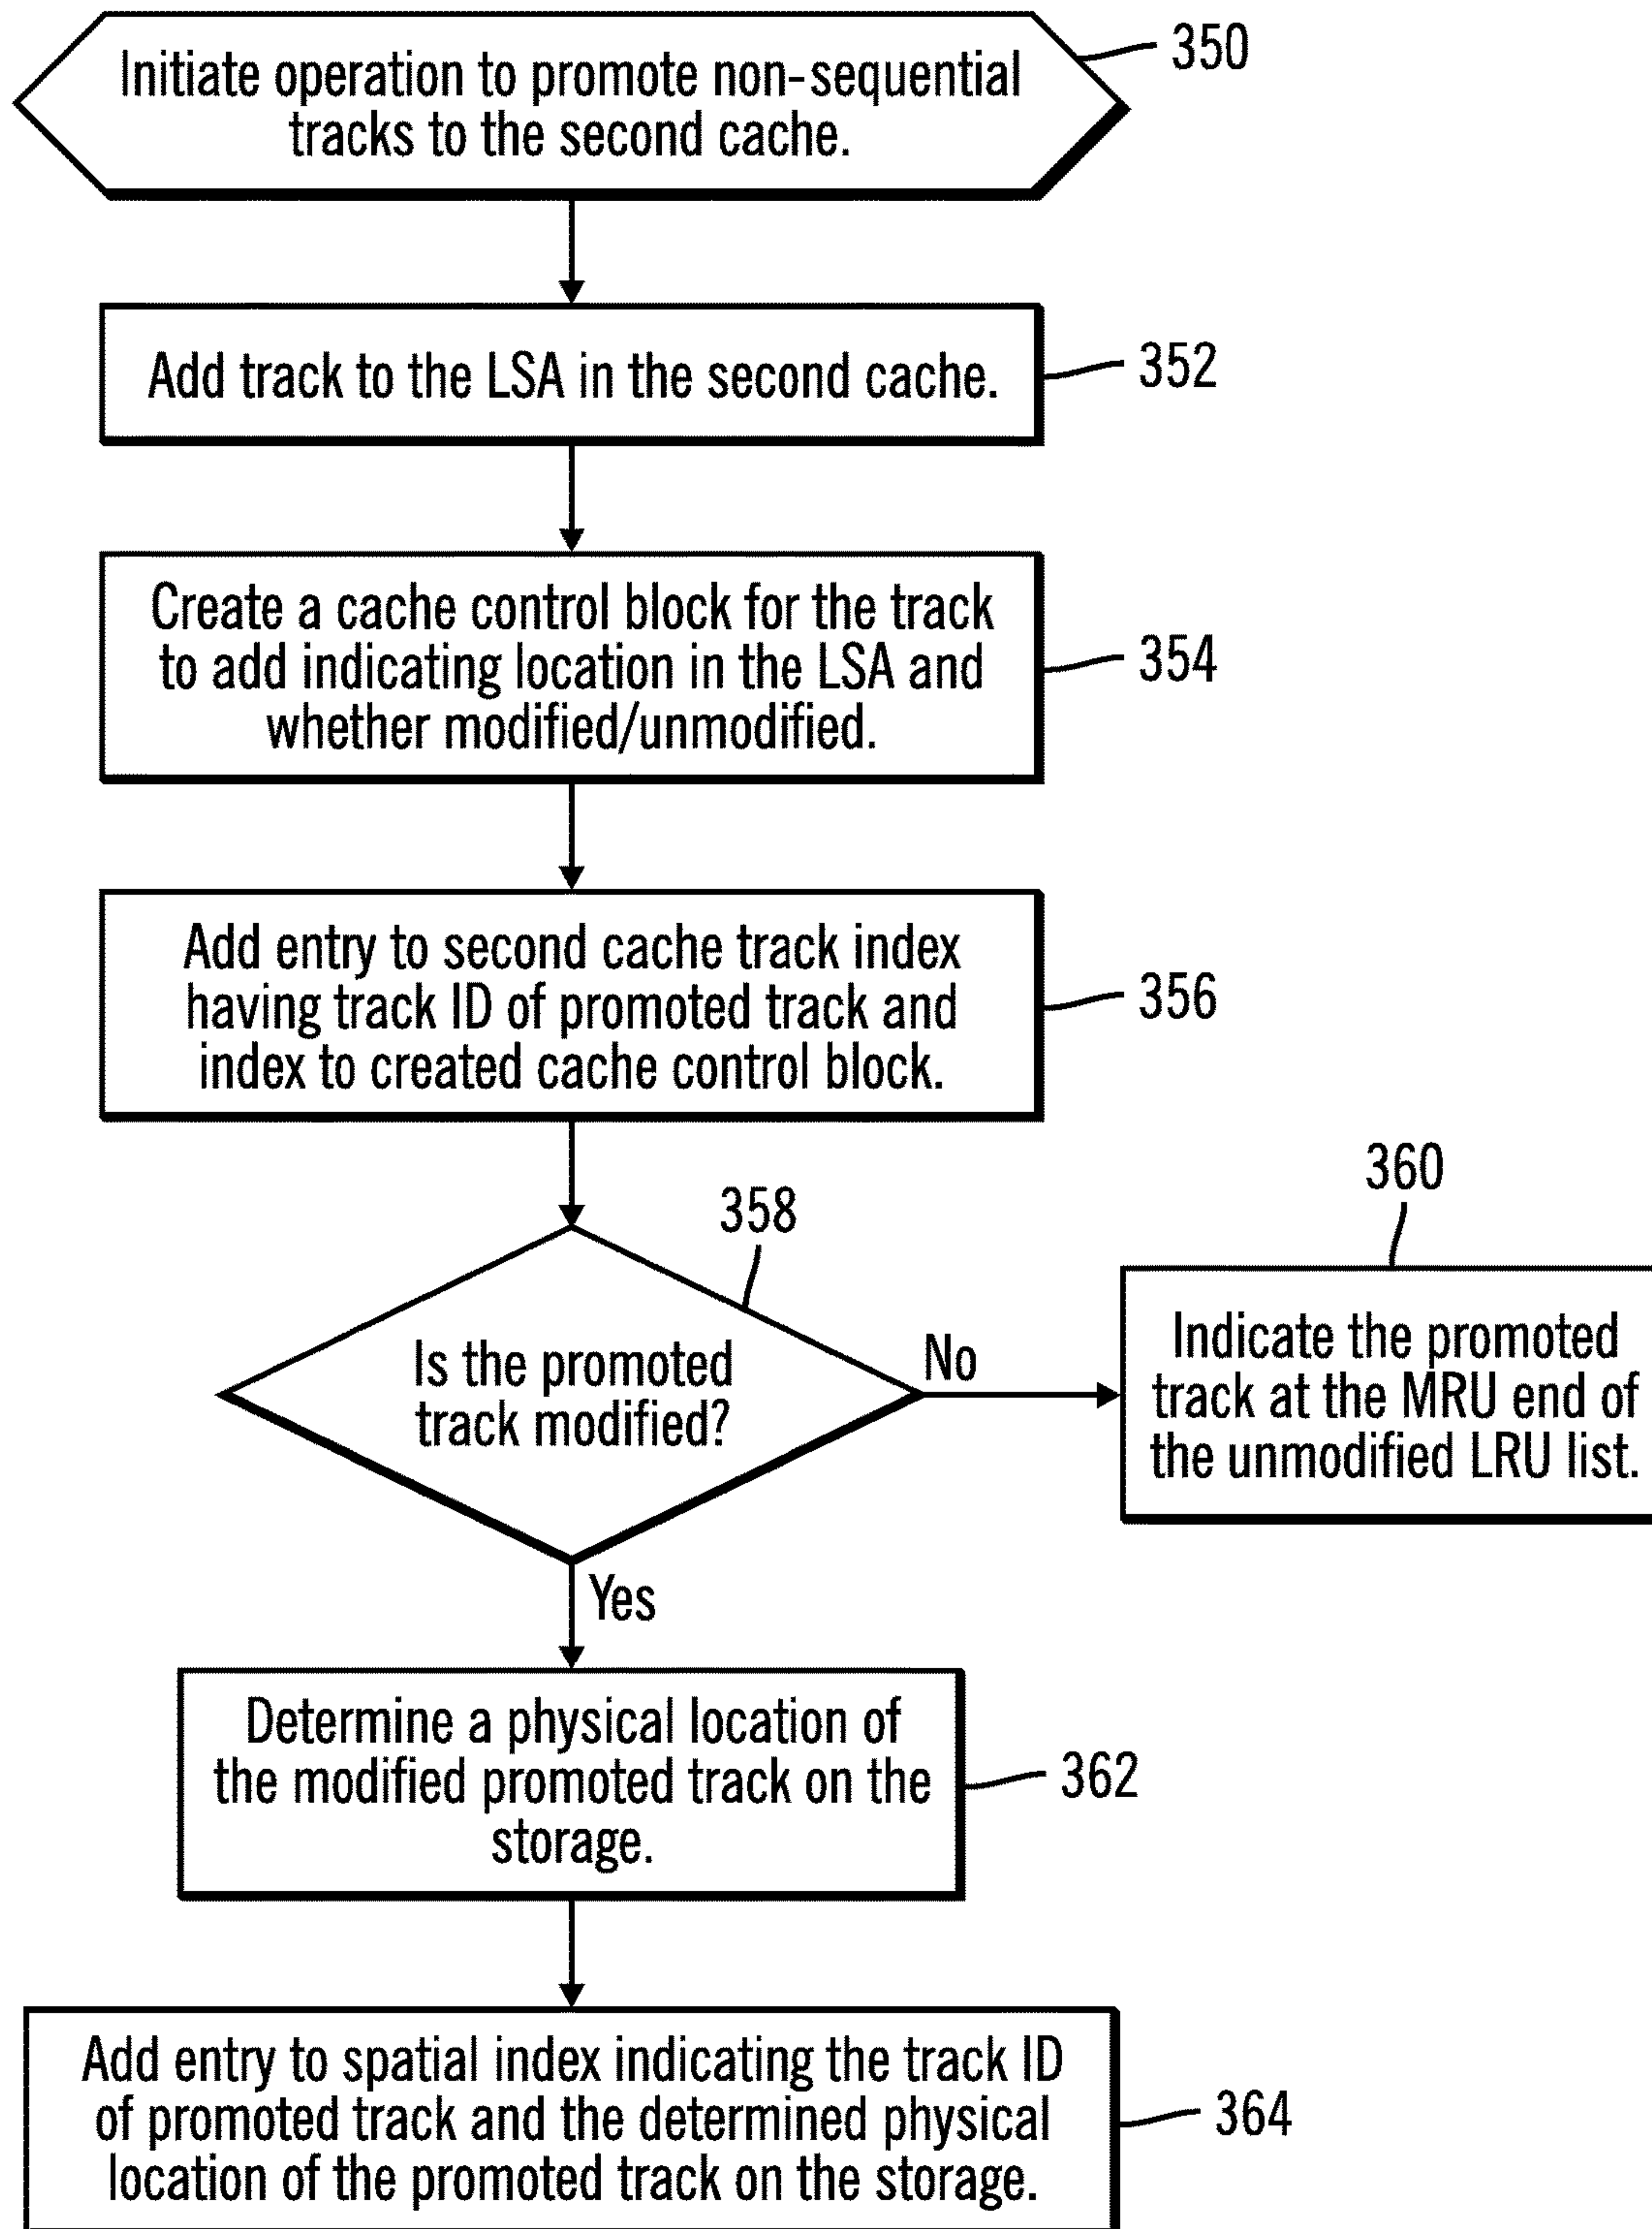 350
Initiate operation to promote non-sequential
tracks to the second cache.
Add track to the LSA in the second cache.
352
Create a cache control block for the track
to add indicating location in the LSA and
whether modified/unmodified.
354
Add entry to second cache track index
having track ID of promoted track and
index to created cache control block.
356
358
Is the promoted
track modified?
No
360
Indicate the promoted
track at the MRU end of
the unmodified LRU list.
Yes
Determine a physical location of
the modified promoted track on the
storage.
362
Add entry to spatial index indicating the track ID
of promoted track and the determined physical
location of the promoted track on the storage.
364